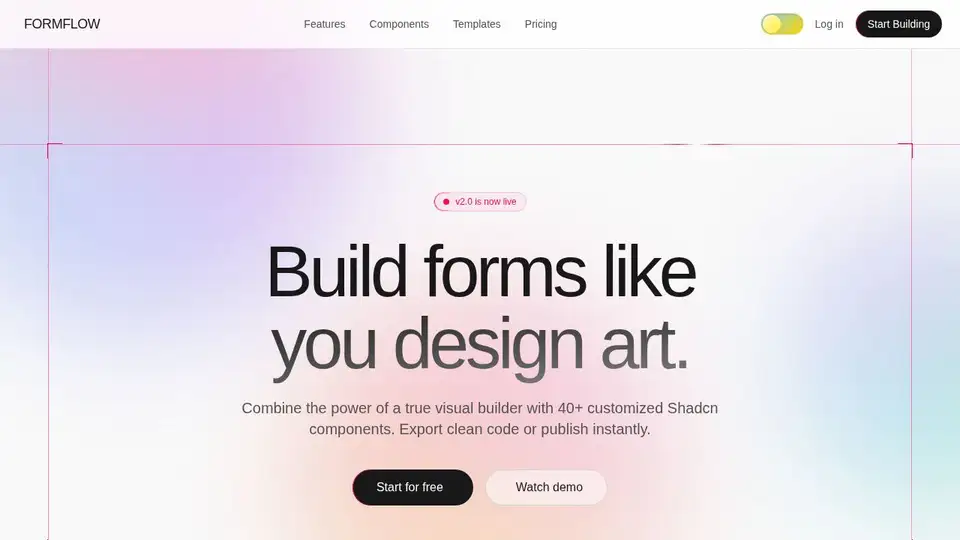 FORMFLOW
Features
Components
Templates
Pricing
Log in
Start Building
v2.0 is now live
Build forms like
you design art.
Combine the power of a true visual builder with 40+ customized Shadcn
components. Export clean code or publish instantly.
Start for free
Watch demo